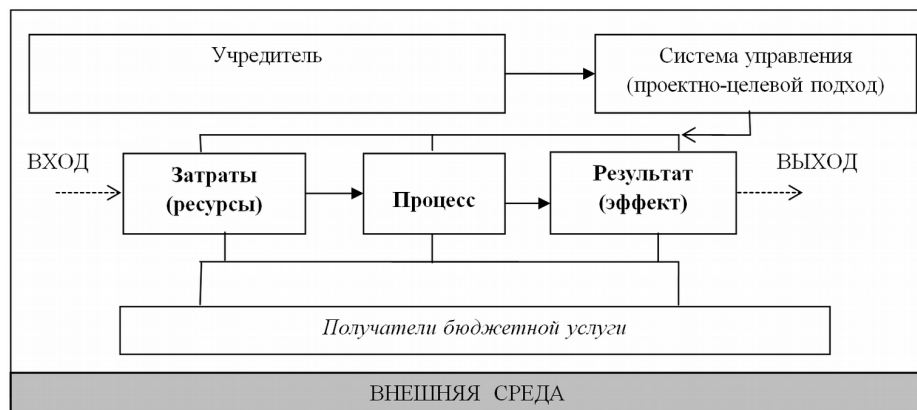 Учредитель
Система управления
(проектно-целевой подход)
ВХОД
Затраты
(ресурсы)
Процесс
Результат
(эффект)
ВЫХОД
Получатели бюджетной услуги
ВНЕШНЯЯ СРЕДА